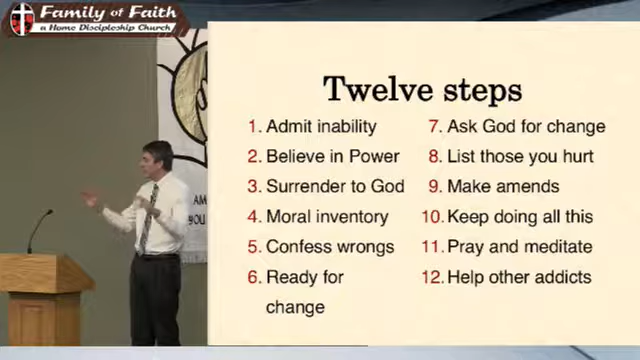 Family of Faith
a Home Discipleship Church
Twelve steps
1. Admit inability
2. Believe in Power
3. Surrender to God
4. Moral inventory
5. Confess wrongs
6. Ready for
change
7. Ask God for change
8. List those you hurt
9. Make amends
10. Keep doing all this
11. Pray and meditate
12. Help other addicts
AM
YOU